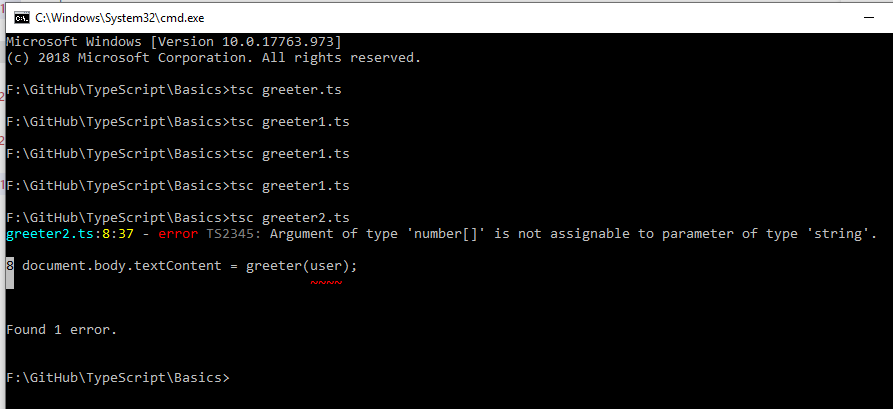 C:\Windows\System32\cmd.exe
Microsoft Windows [Version 10.0.17763.973]
(c) 2018 Microsoft Corporation. All rights reserved.
F:\GitHub\TypeScript\Basics>tsc greeter.ts
F:\GitHub\TypeScript\Basics>tsc greeter1.ts
F:\GitHub\TypeScript\Basics>tsc greeter1.ts
F:\GitHub\TypeScript\Basics>tsc greeter1.ts
F:\GitHub\TypeScript\Basics>tsc greeter2.ts
greeter2.ts:8:37 - error TS2345: Argument of type 'number[]' is not assignable to parameter of type 'string'.
8 document.body.textContent = greeter(user);
~~~~
Found 1 error.
F:\GitHub\TypeScript\Basics>